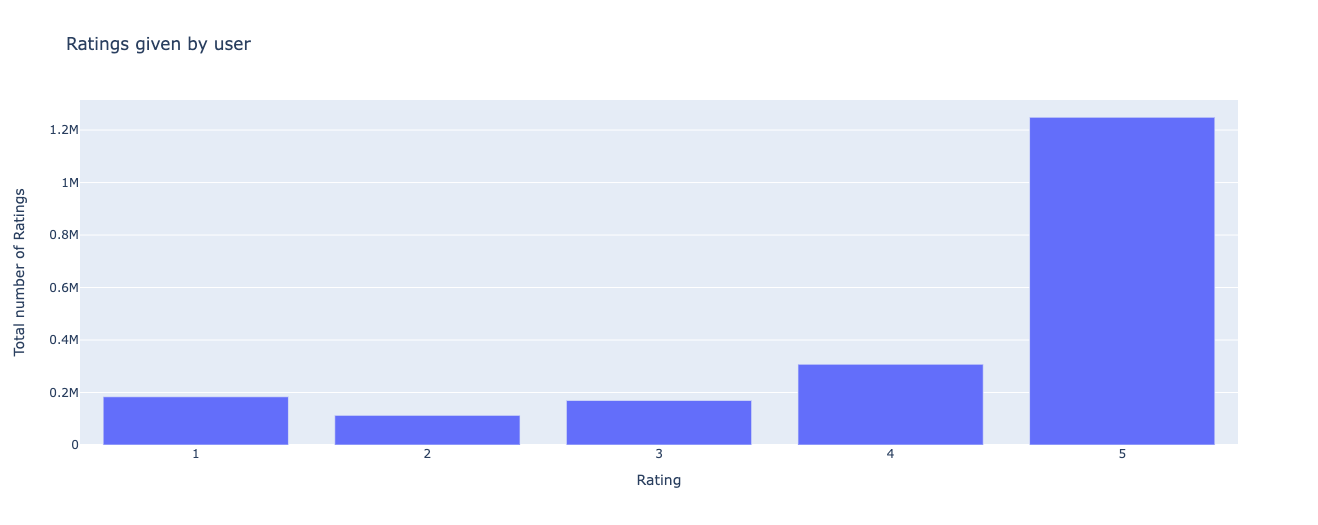 Ratings given by user
Total number of Ratings
1.2M
1M
0.8M
0.6M
0.4M
0.2M
0
1 2 3 4 5
Rating